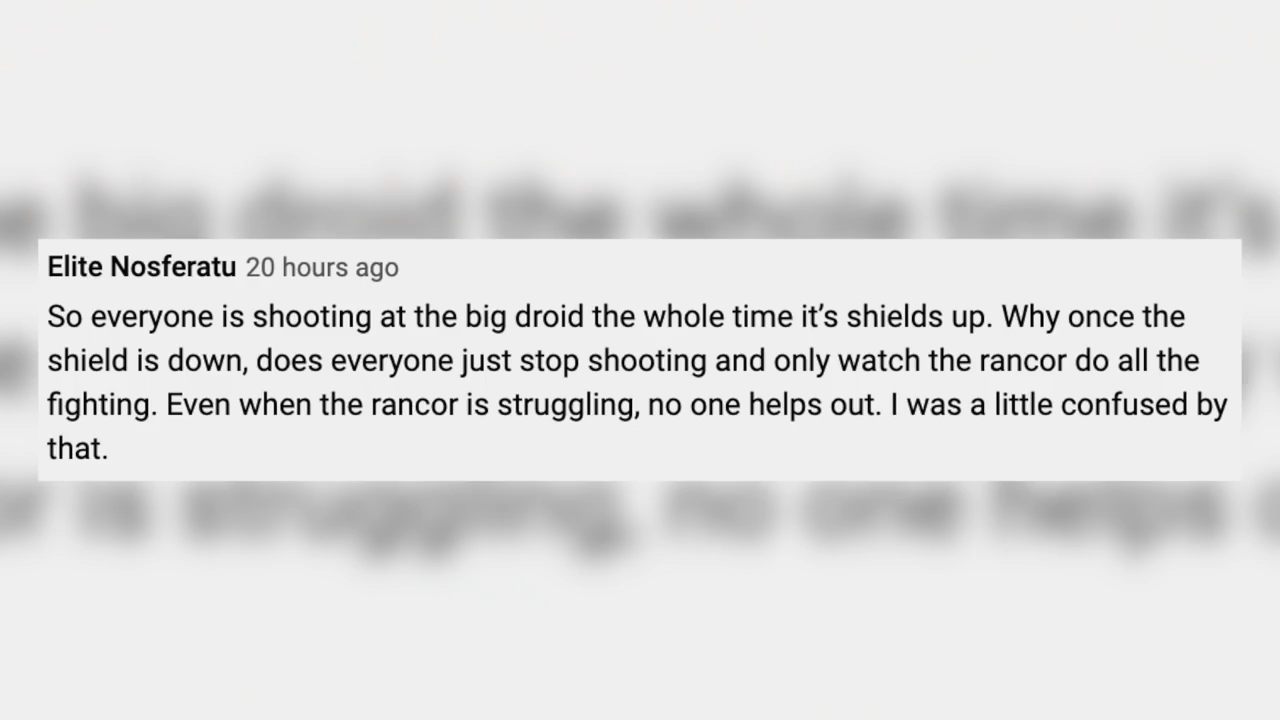 Elite Nosferatu 20 hours ago
So everyone is shooting at the big droid the whole time it’s shields up. Why once the
shield is down, does everyone just stop shooting and only watch the rancor do all the
fighting. Even when the rancor is struggling, no one helps out. I was a little confused by
that.